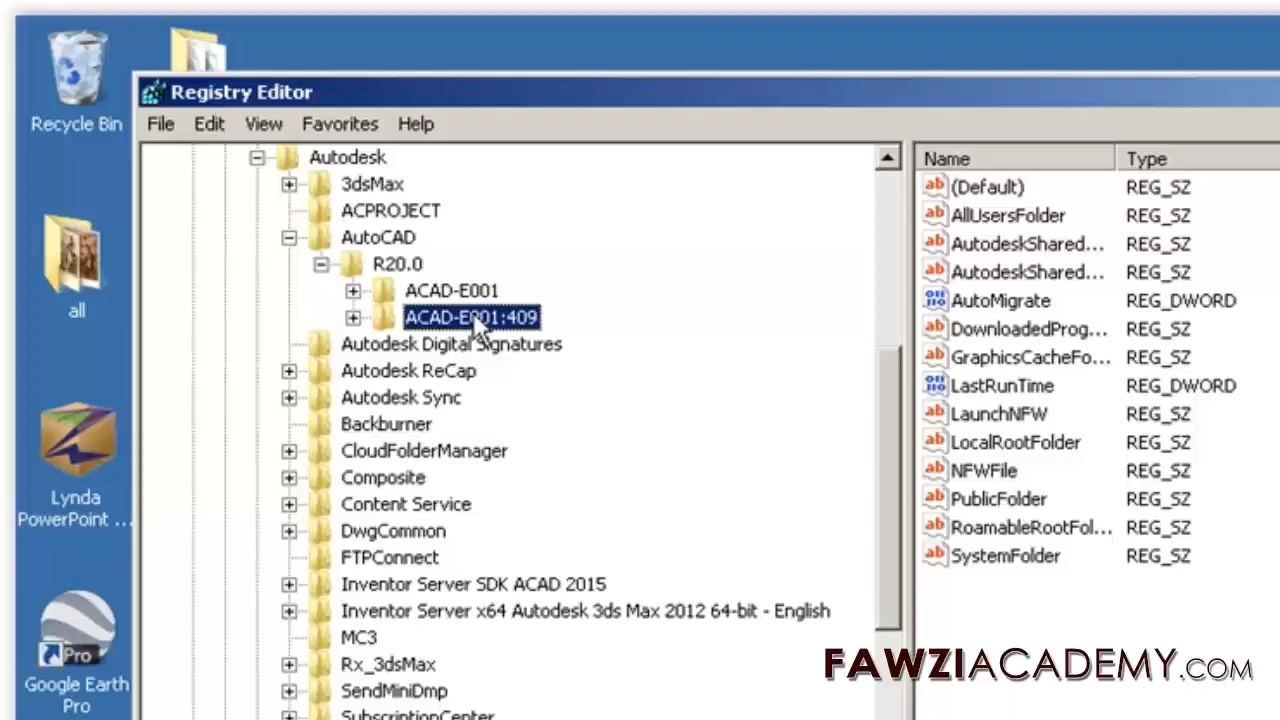 Recycle Bin
all
Lynda
PowerPoint ...
Pro
Google Earth
Pro
Registry Editor
File Edit View Favorites Help
Autodesk
3dsMax
ACPROJECT
AutoCAD
R20.0
ACAD-E001
ACAD-E001:409
Autodesk Digital Signatures
Autodesk ReCap
Autodesk Sync
Backburner
CloudFolderManager
Composite
Content Service
DwgCommon
FTPConnect
Inventor Server SDK ACAD 2015
Inventor Server x64 Autodesk 3ds Max 2012 64-bit - English
MC3
Rx_3dsMax
SendMiniDmp
SubscriptionCenter
Name Type
(Default) REG_SZ
AllUsersFolder REG_SZ
AutodeskShared... REG_SZ
AutodeskShared... REG_SZ
AutoMigrate REG_DWORD
DownloadedProg... REG_SZ
GraphicsCacheFo... REG_SZ
LastRunTime REG_DWORD
LaunchNFW REG_SZ
LocalRootFolder REG_SZ
NFWFile REG_SZ
PublicFolder REG_SZ
RoamableRootFol... REG_SZ
SystemFolder REG_SZ
FAWZIACADEMY.COM